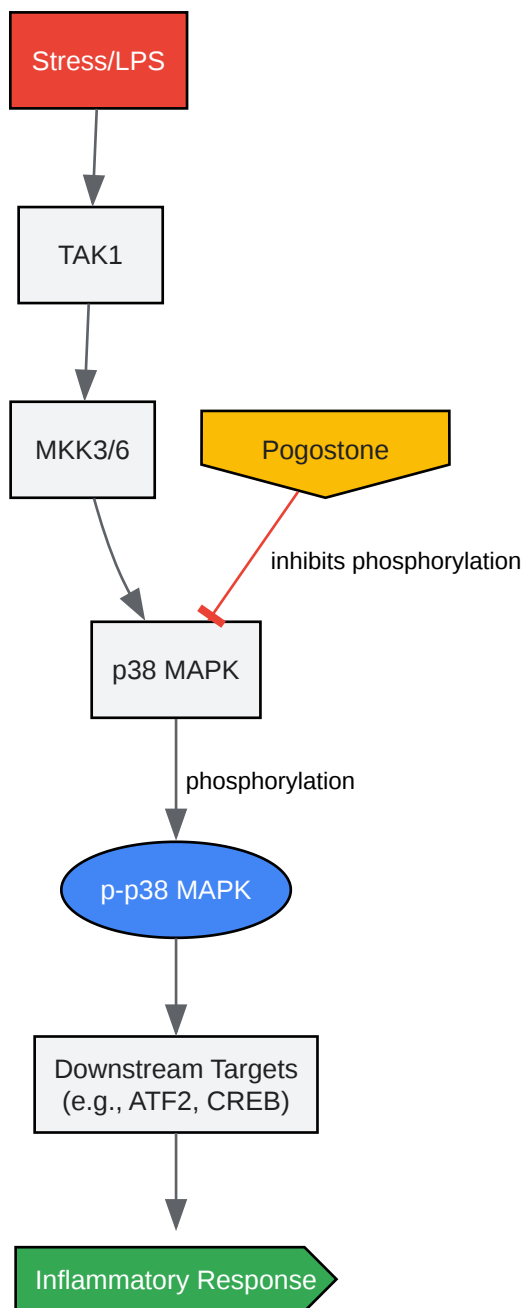 Stress/LPS
TAK1
MKK3/6
Pogostone
inhibits phosphorylation
p38 MAPK
phosphorylation
p-p38 MAPK
Downstream Targets
(e.g., ATF2, CREB)
Inflammatory Response